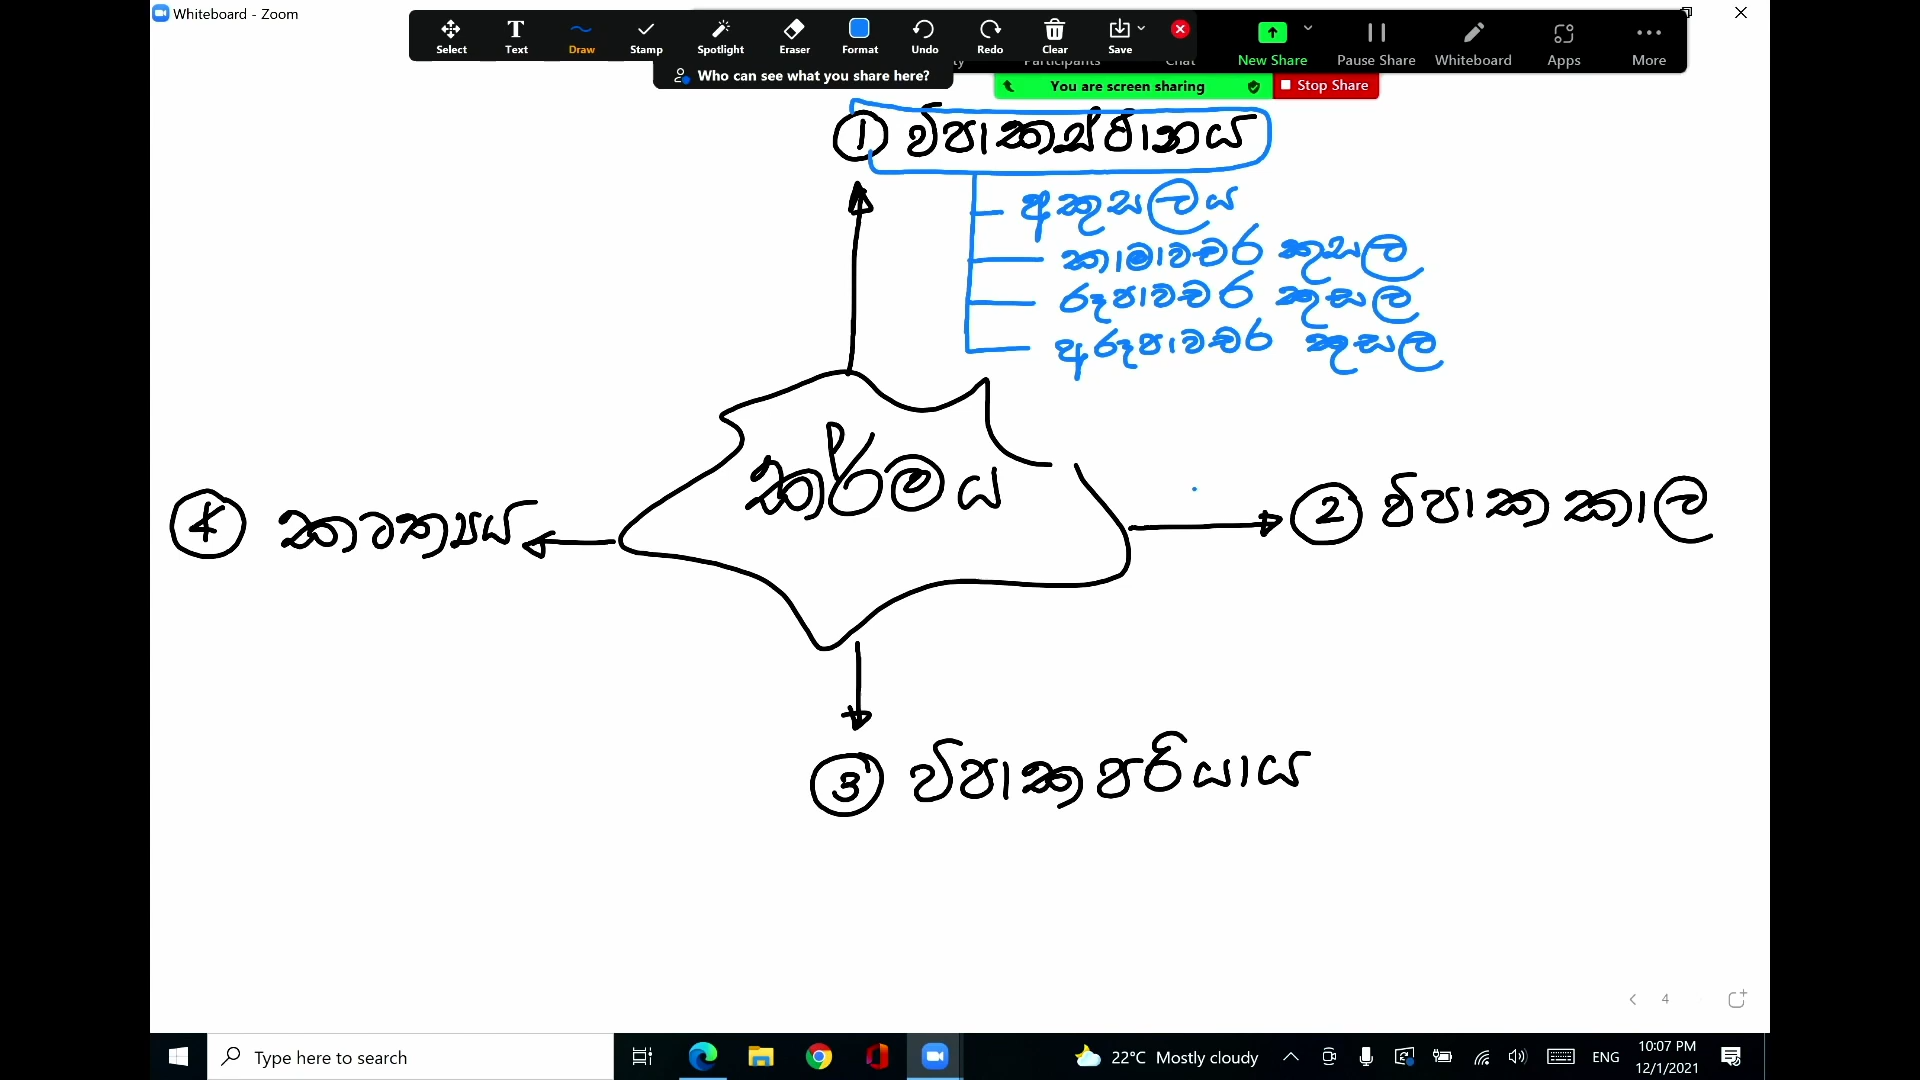 Whiteboard - Zoom
Select Text Draw Stamp Spotlight Eraser Format Undo Redo Clear Save
New Share Pause Share Whiteboard Apps More
Who can see what you share here?
You are screen sharing Stop Share
1 විපාකස්ථානය
අකුසලය
කාමාවචර කුසල
රූපාවචර කුසල
අරූපාවචර කුසල
කර්මය
4 කෘත්‍යය
2 විපාක කාල
3 විපාකපරියාය
4
Type here to search
22°C Mostly cloudy
ENG
10:07 PM
12/1/2021